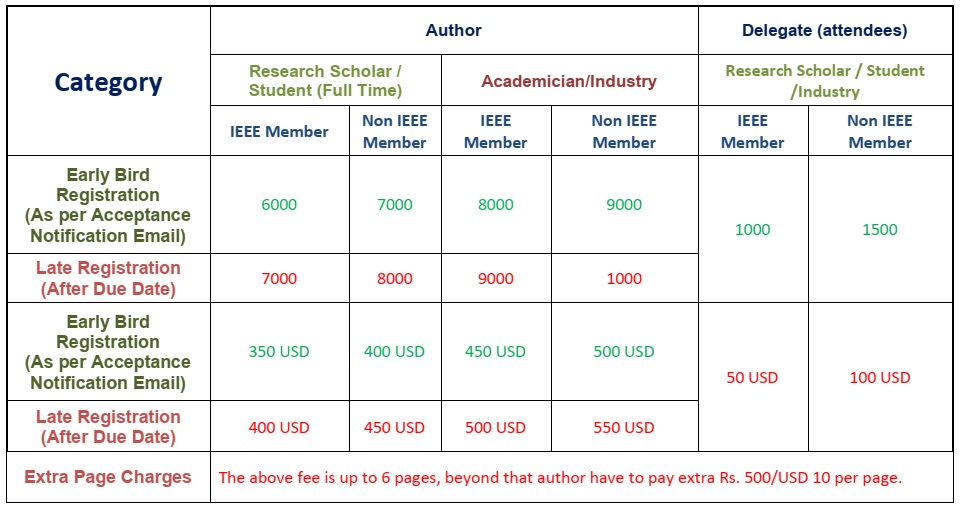 Category
Author
Delegate (attendees)
Research Scholar /
Student (Full Time)
Academician/Industry
Research Scholar / Student
/Industry
IEEE Member
Non IEEE
Member
IEEE
Member
Non IEEE
Member
IEEE
Member
Non IEEE
Member
Early Bird
Registration
(As per Acceptance
Notification Email)
6000
7000
8000
9000
1000
1500
Late Registration
(After Due Date)
7000
8000
9000
1000
Early Bird
Registration
(As per Acceptance
Notification Email)
350 USD
400 USD
450 USD
500 USD
50 USD
100 USD
Late Registration
(After Due Date)
400 USD
450 USD
500 USD
550 USD
Extra Page Charges
The above fee is up to 6 pages, beyond that author have to pay extra Rs. 500/USD 10 per page.